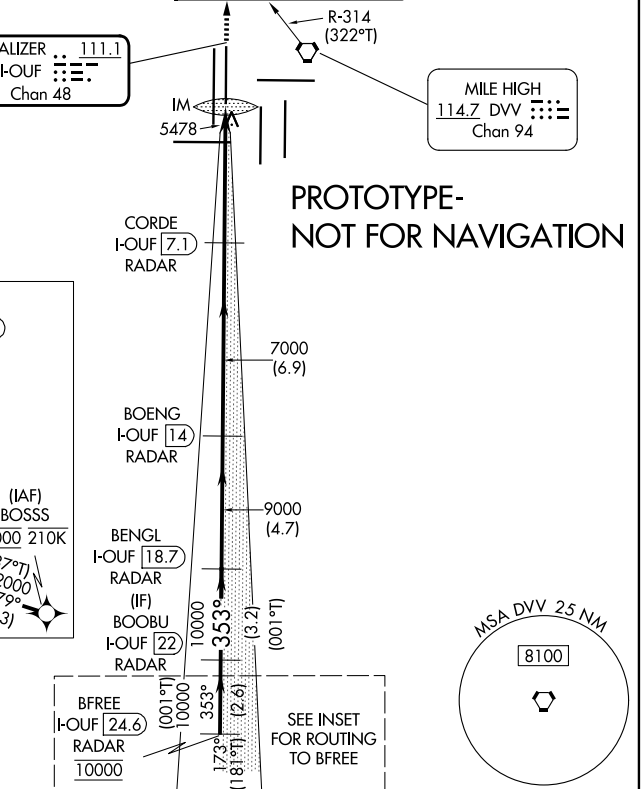 R-314
(322°T)
ALIZER 111.1
I-OUF
Chan 48
MILE HIGH
114.7 DVV
Chan 94
IM
5478
PROTOTYPE-
NOT FOR NAVIGATION
CORDE
I-OUF 7.1
RADAR
7000
(6.9)
BOENG
I-OUF 14
RADAR
9000
(4.7)
(IAF)
BOSSS
000 210K
7°T)
2000
79°
3)
BENGL
I-OUF 18.7
RADAR
(IF)
BOOBU
I-OUF 22
RADAR
10000
353°
(3.2)
(001°T)
BFREE
I-OUF 24.6
RADAR
10000
(001°T)
10000
353°
(2.6)
173°
(181°T)
SEE INSET
FOR ROUTING
TO BFREE
MSA DVV 25 NM
8100